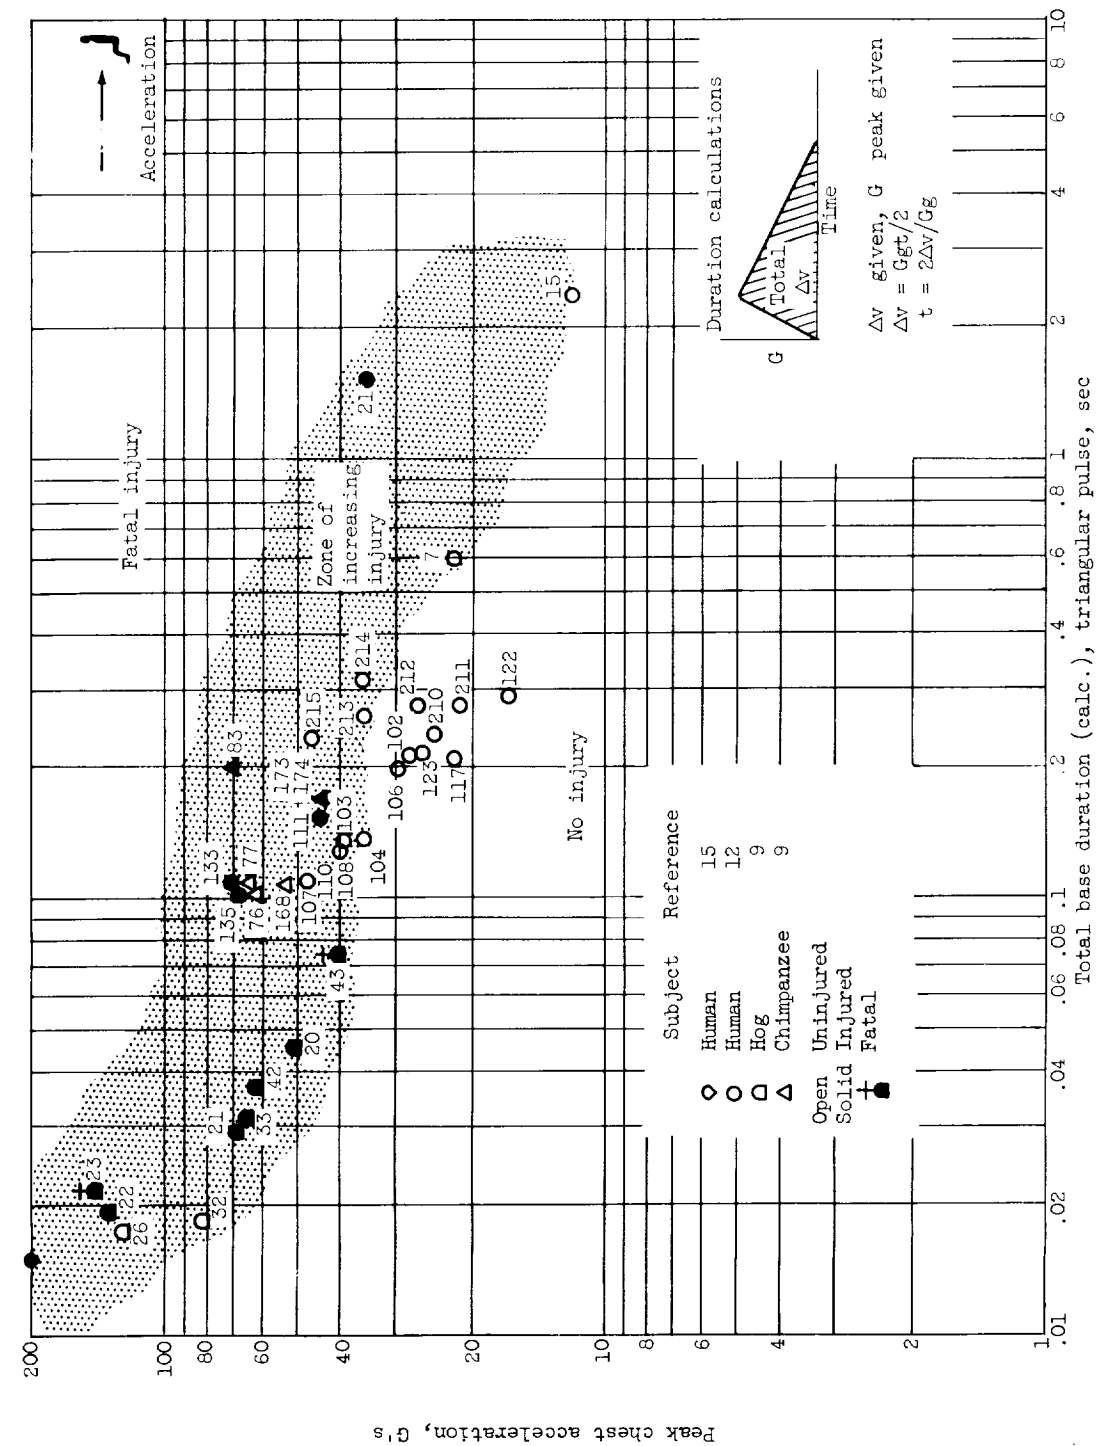 Peak chest acceleration, G's
200
100
80
60
40
20
10
8
6
4
2
1
.01
.02
.04
.06
.08
.1
.2
.4
.6
.8
1
2
4
6
8
10
Total base duration (calc.), triangular pulse, sec
Acceleration
Fatal injury
Zone of
increasing
injury
No injury
26
22
23
32
21
33
42
20
43
135
133
76
77
168
107
110
108
103
104
111
173
174
83
215
213
214
106
102
123
212
210
117
211
122
7
21
15
Subject Reference
Human 15
Human 12
Hog 9
Chimpanzee 9
Open Uninjured
Solid Injured
Fatal
Duration calculations
G
Total
Δv
Time
Δv given, G peak given
Δv = Ggt/2
t = 2Δv/Gg